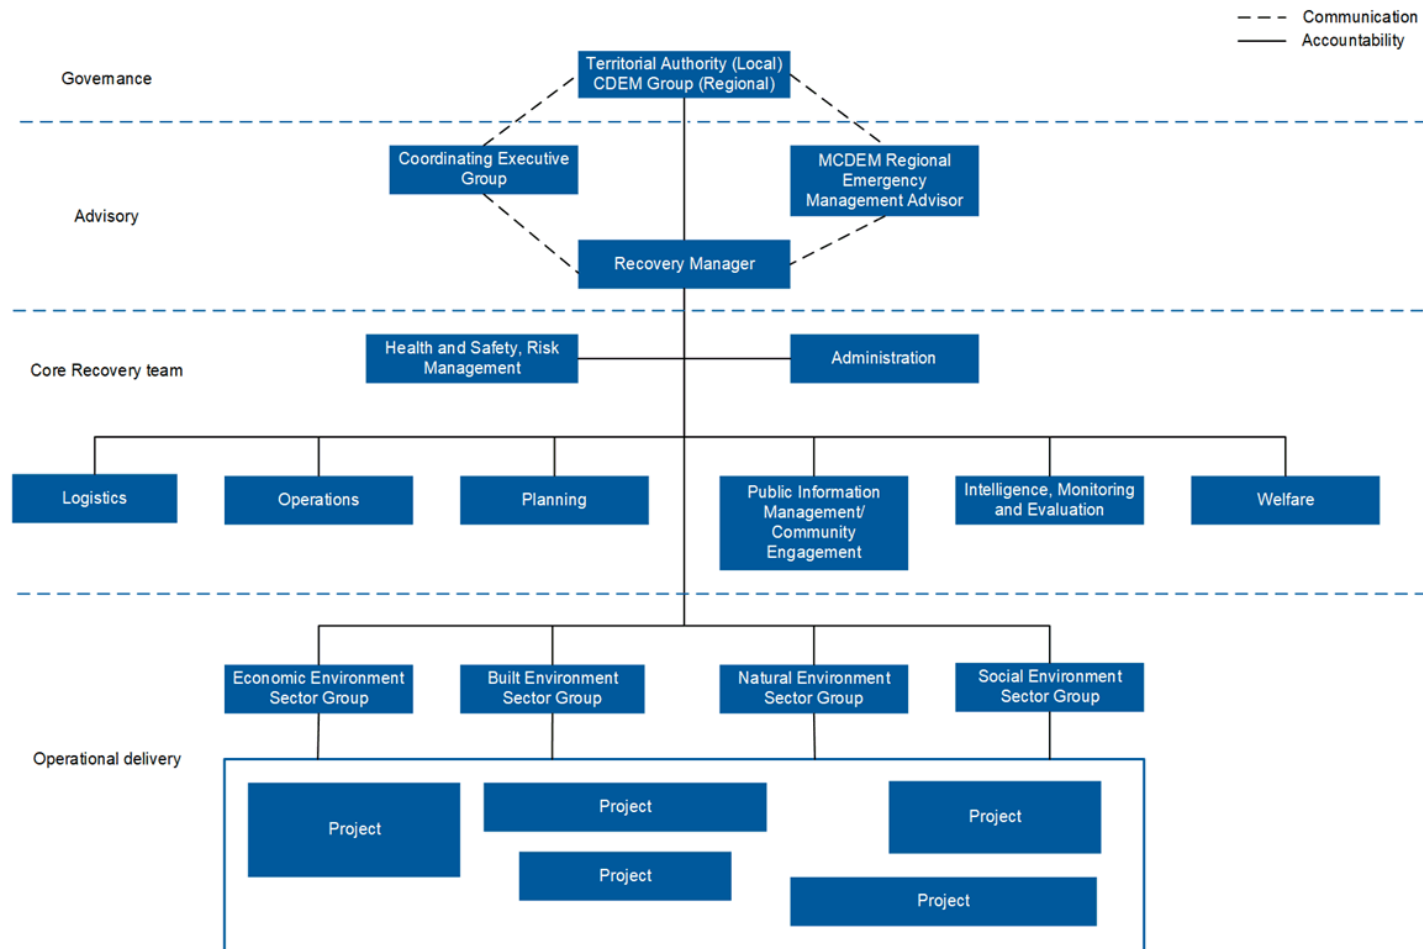 Communication
Accountability
Governance
Territorial Authority (Local)
CDEM Group (Regional)
Advisory
Coordinating Executive
Group
MCDEM Regional
Emergency
Management Advisor
Recovery Manager
Core Recovery team
Health and Safety, Risk
Management
Administration
Logistics
Operations
Planning
Public Information
Management/
Community
Engagement
Intelligence, Monitoring
and Evaluation
Welfare
Operational delivery
Economic Environment
Sector Group
Built Environment
Sector Group
Natural Environment
Sector Group
Social Environment
Sector Group
Project
Project
Project
Project
Project